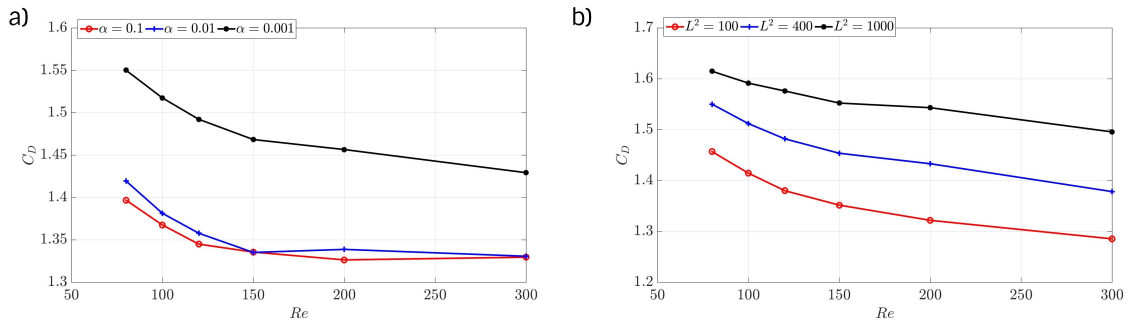 a)
α = 0.1 α = 0.01 α = 0.001
1.6
1.55
1.5
1.45
1.4
1.35
1.3
C_D
50 100 150 200 250 300
Re
b)
L² = 100 L² = 400 L² = 1000
1.7
1.6
1.5
1.4
1.3
1.2
C_D
50 100 150 200 250 300
Re